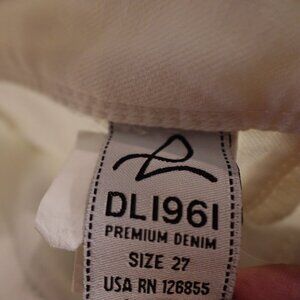 DL1961
PREMIUM DENIM
SIZE 27
USA RN 126855